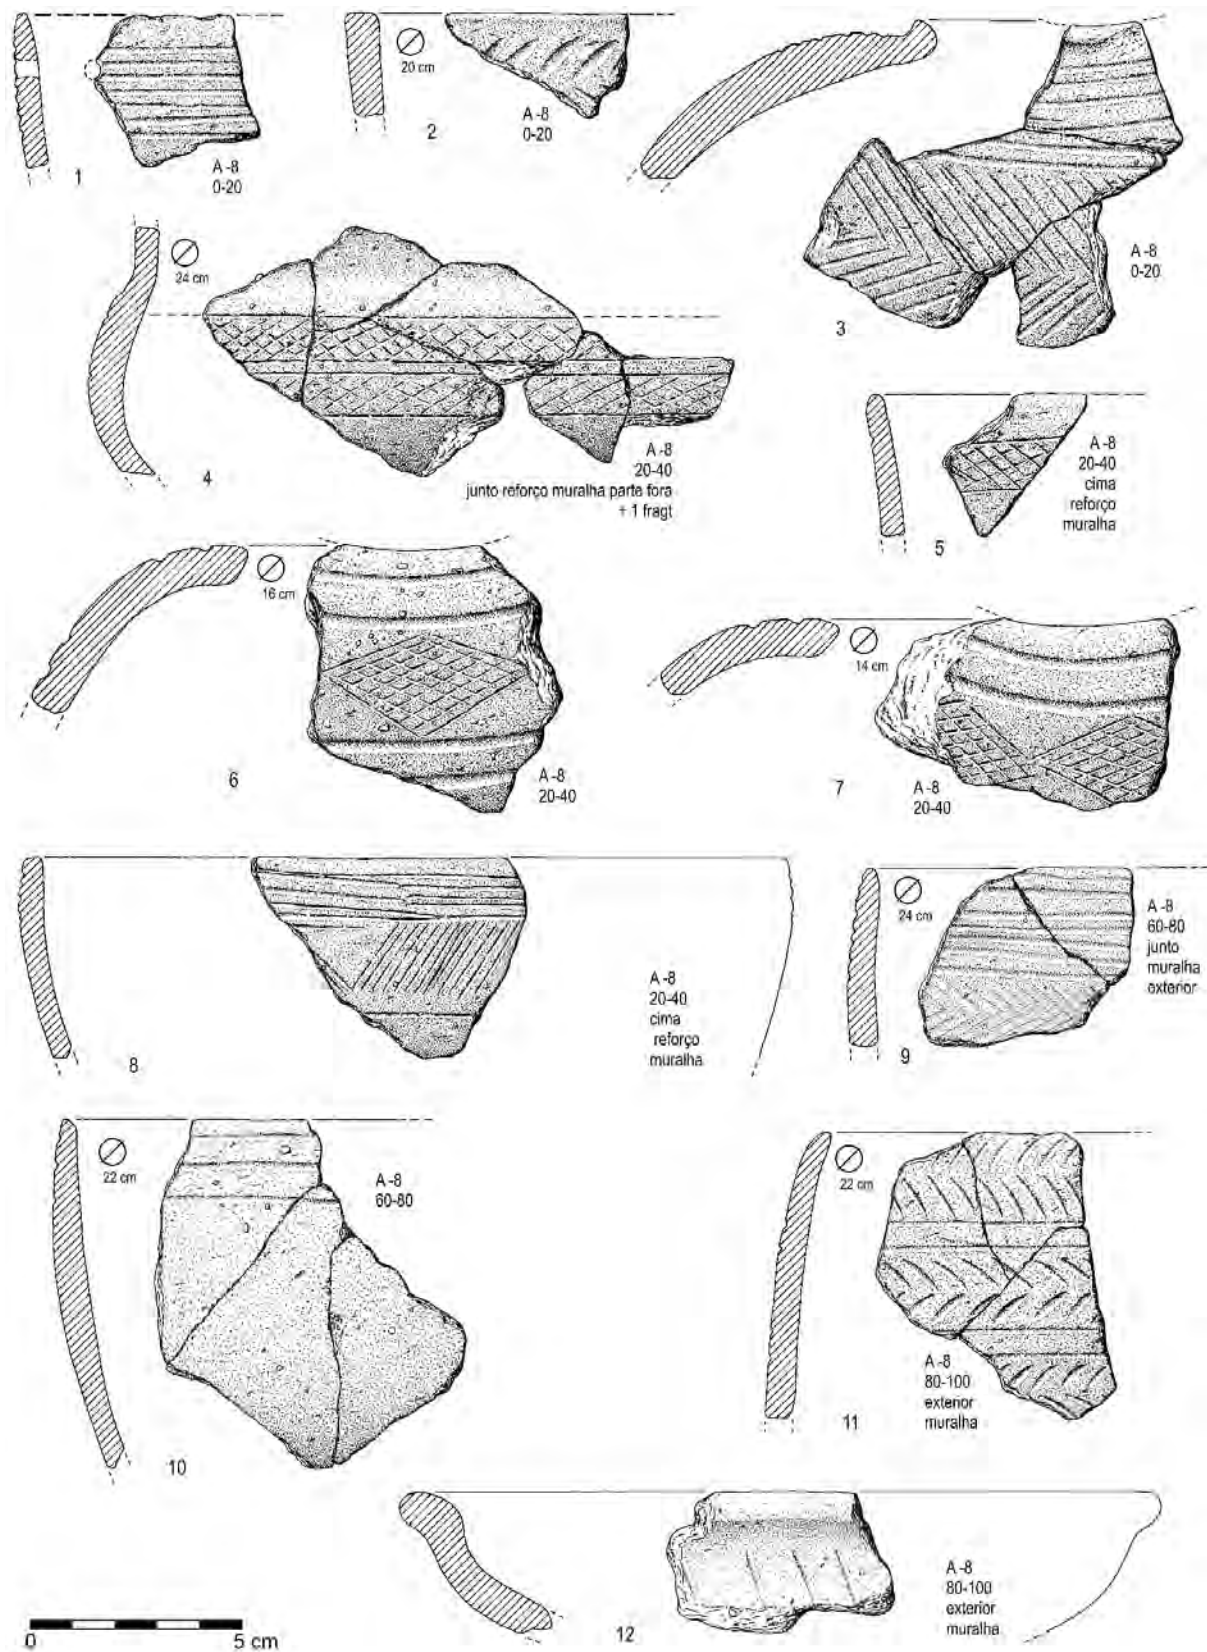 1
A -8
0-20
20 cm
2
A -8
0-20
3
A -8
0-20
24 cm
4
A -8
20-40
junto reforço muralha parte fora
+ 1 fragt
5
A -8
20-40
cima
reforço
muralha
16 cm
6
A -8
20-40
14 cm
7
A -8
20-40
8
A -8
20-40
cima
reforço
muralha
24 cm
9
A -8
60-80
junto
muralha
exterior
22 cm
10
A -8
60-80
22 cm
11
A -8
80-100
exterior
muralha
12
A -8
80-100
exterior
muralha
0 5 cm